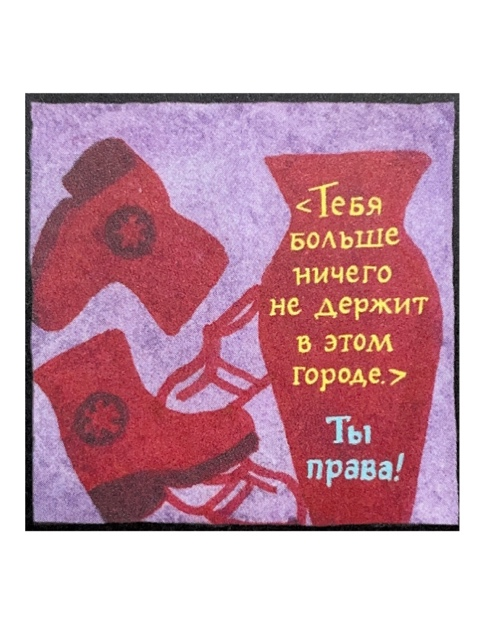 <Тебя
больше
ничего
не держит
в этом
городе.>
Ты
права!